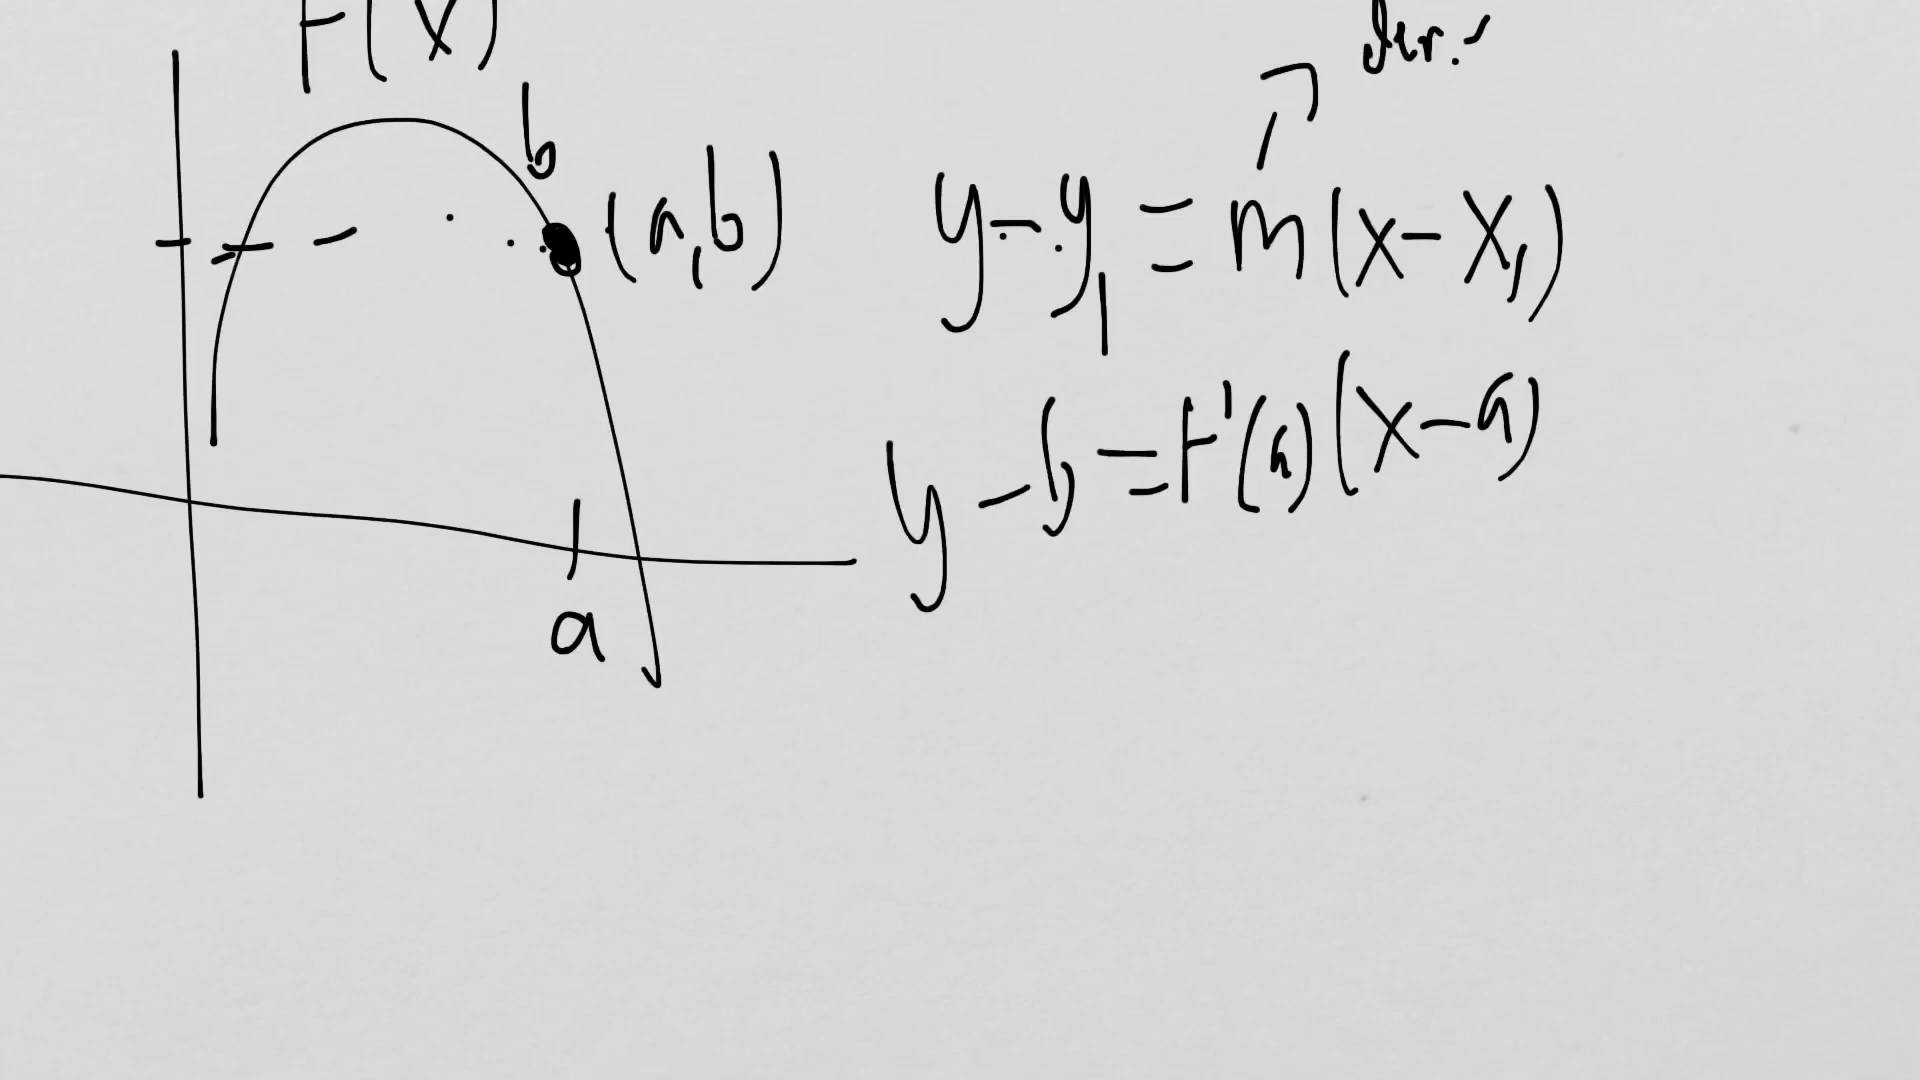 F(x)
b
(a,b)
a
der.
y-y₁=m(x-x₁)
y-b=F'(a)(x-a)